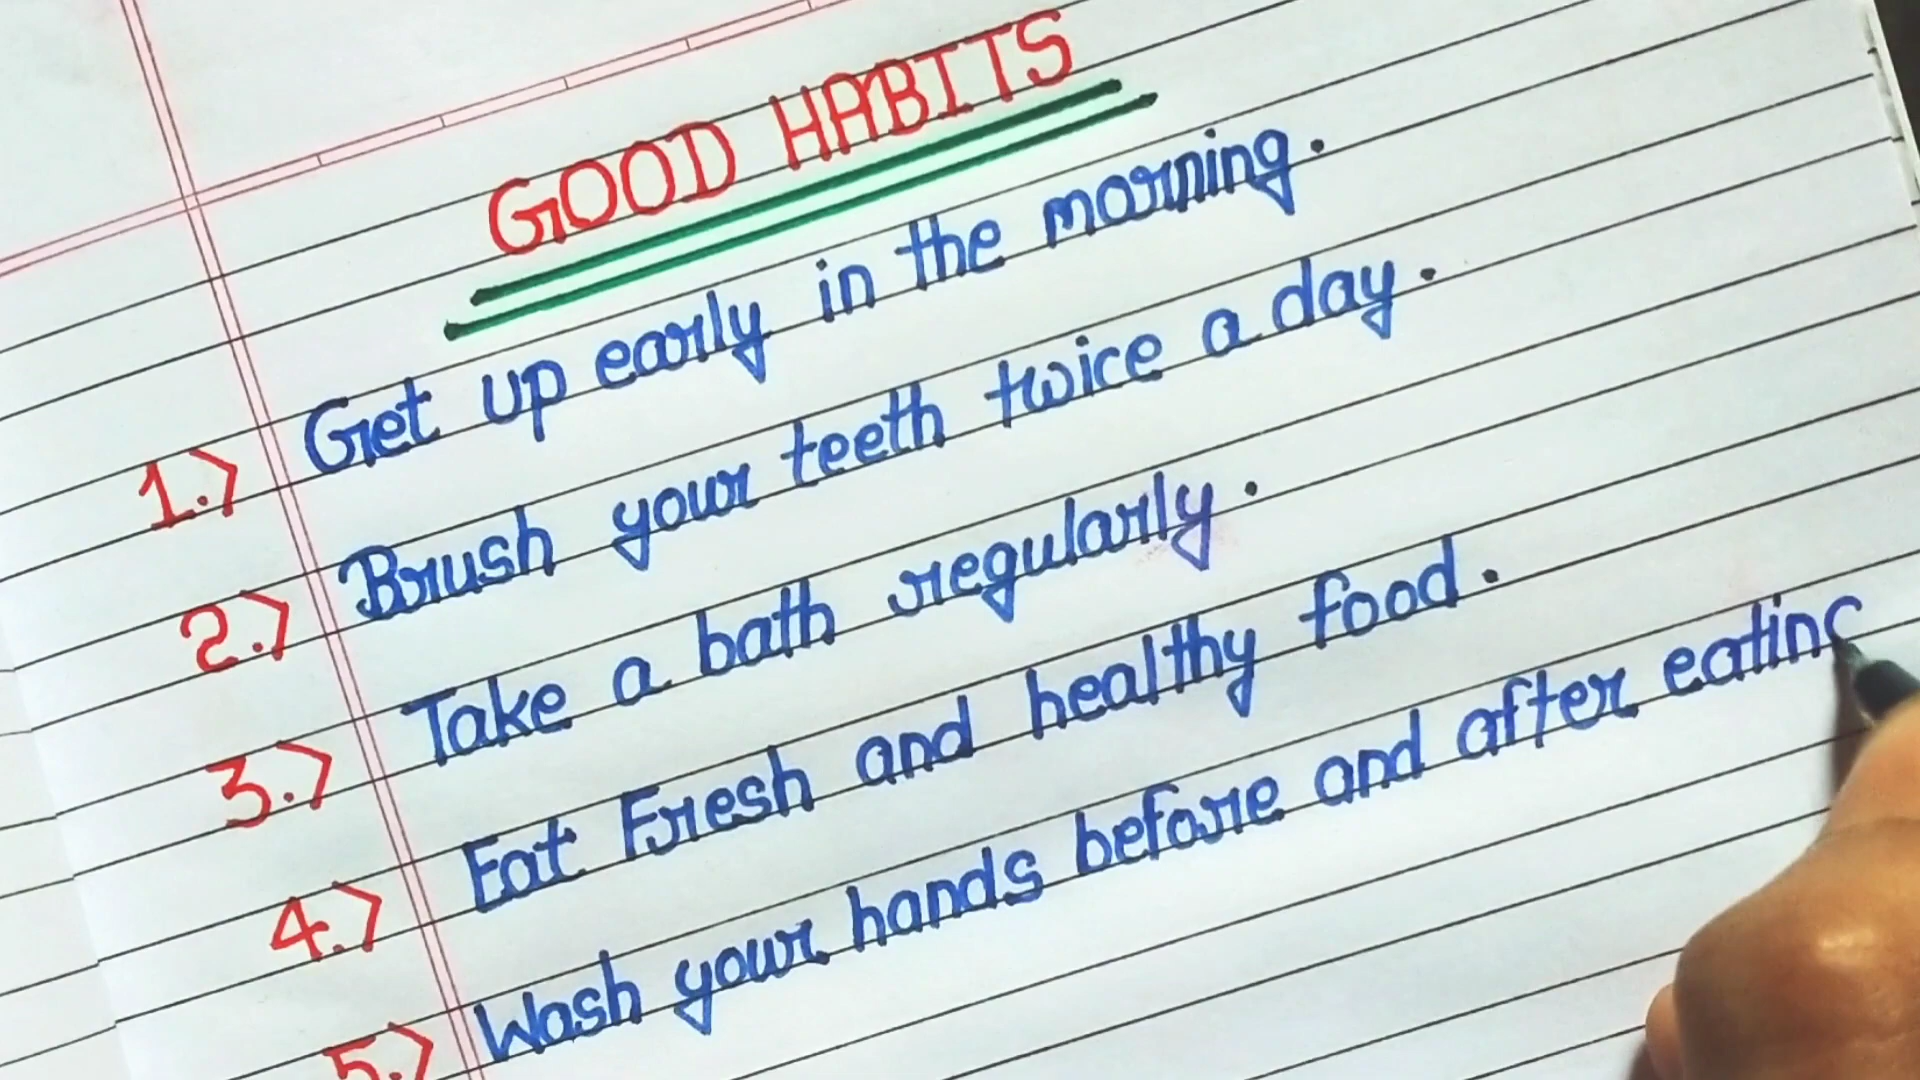 GOOD HABITS
1.) Get up early in the morning.
2.) Brush your teeth twice a day.
3.) Take a bath regularly.
4.) Eat Fresh and healthy food.
5.) Wash your hands before and after